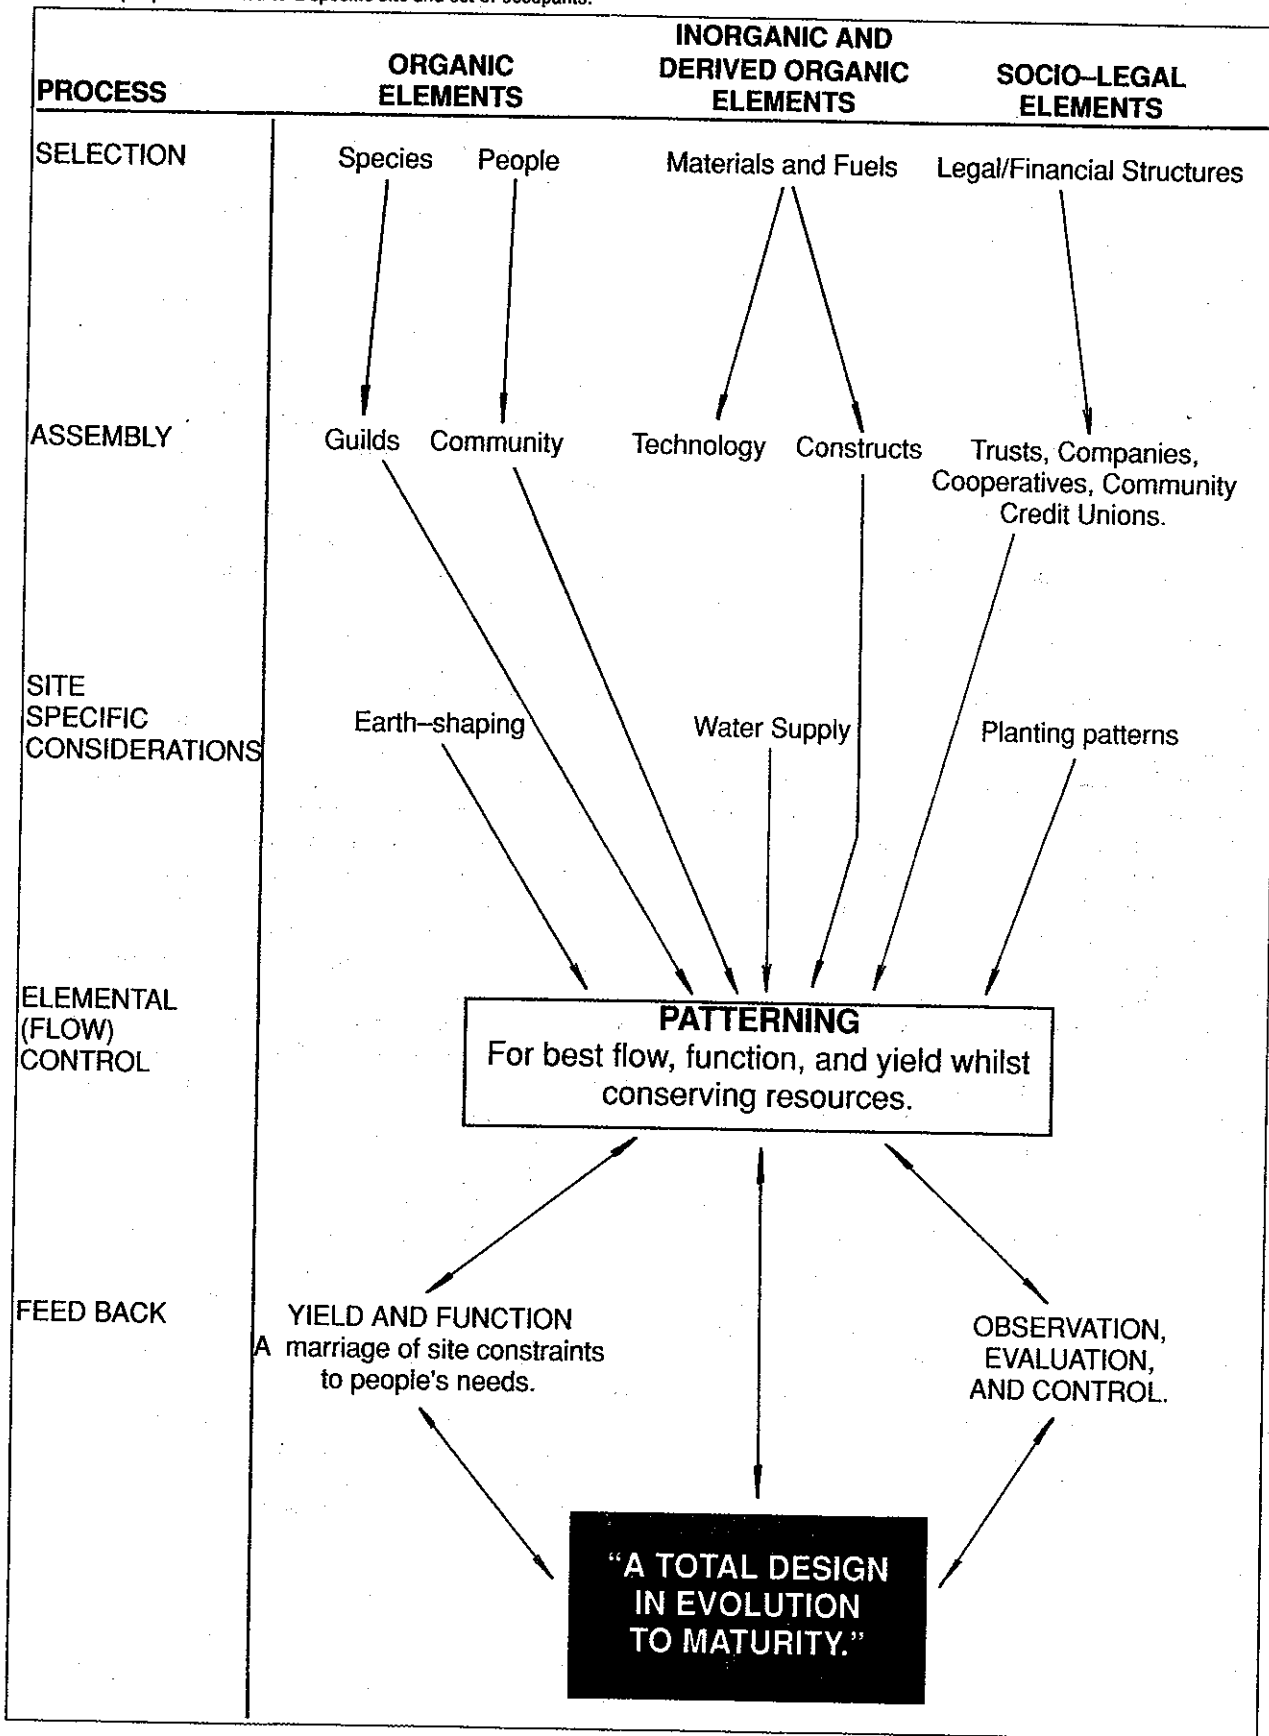 PROCESS
ORGANIC
ELEMENTS
INORGANIC AND
DERIVED ORGANIC
ELEMENTS
SOCIO–LEGAL
ELEMENTS
SELECTION
Species People Materials and Fuels Legal/Financial Structures
ASSEMBLY
Guilds Community Technology Constructs
Trusts, Companies,
Cooperatives, Community
Credit Unions.
SITE
SPECIFIC
CONSIDERATIONS
Earth–shaping Water Supply Planting patterns
ELEMENTAL
(FLOW)
CONTROL
PATTERNING
For best flow, function, and yield whilst
conserving resources.
FEED BACK
YIELD AND FUNCTION
A marriage of site constraints
to people's needs.
OBSERVATION,
EVALUATION,
AND CONTROL.
“A TOTAL DESIGN
IN EVOLUTION
TO MATURITY.”